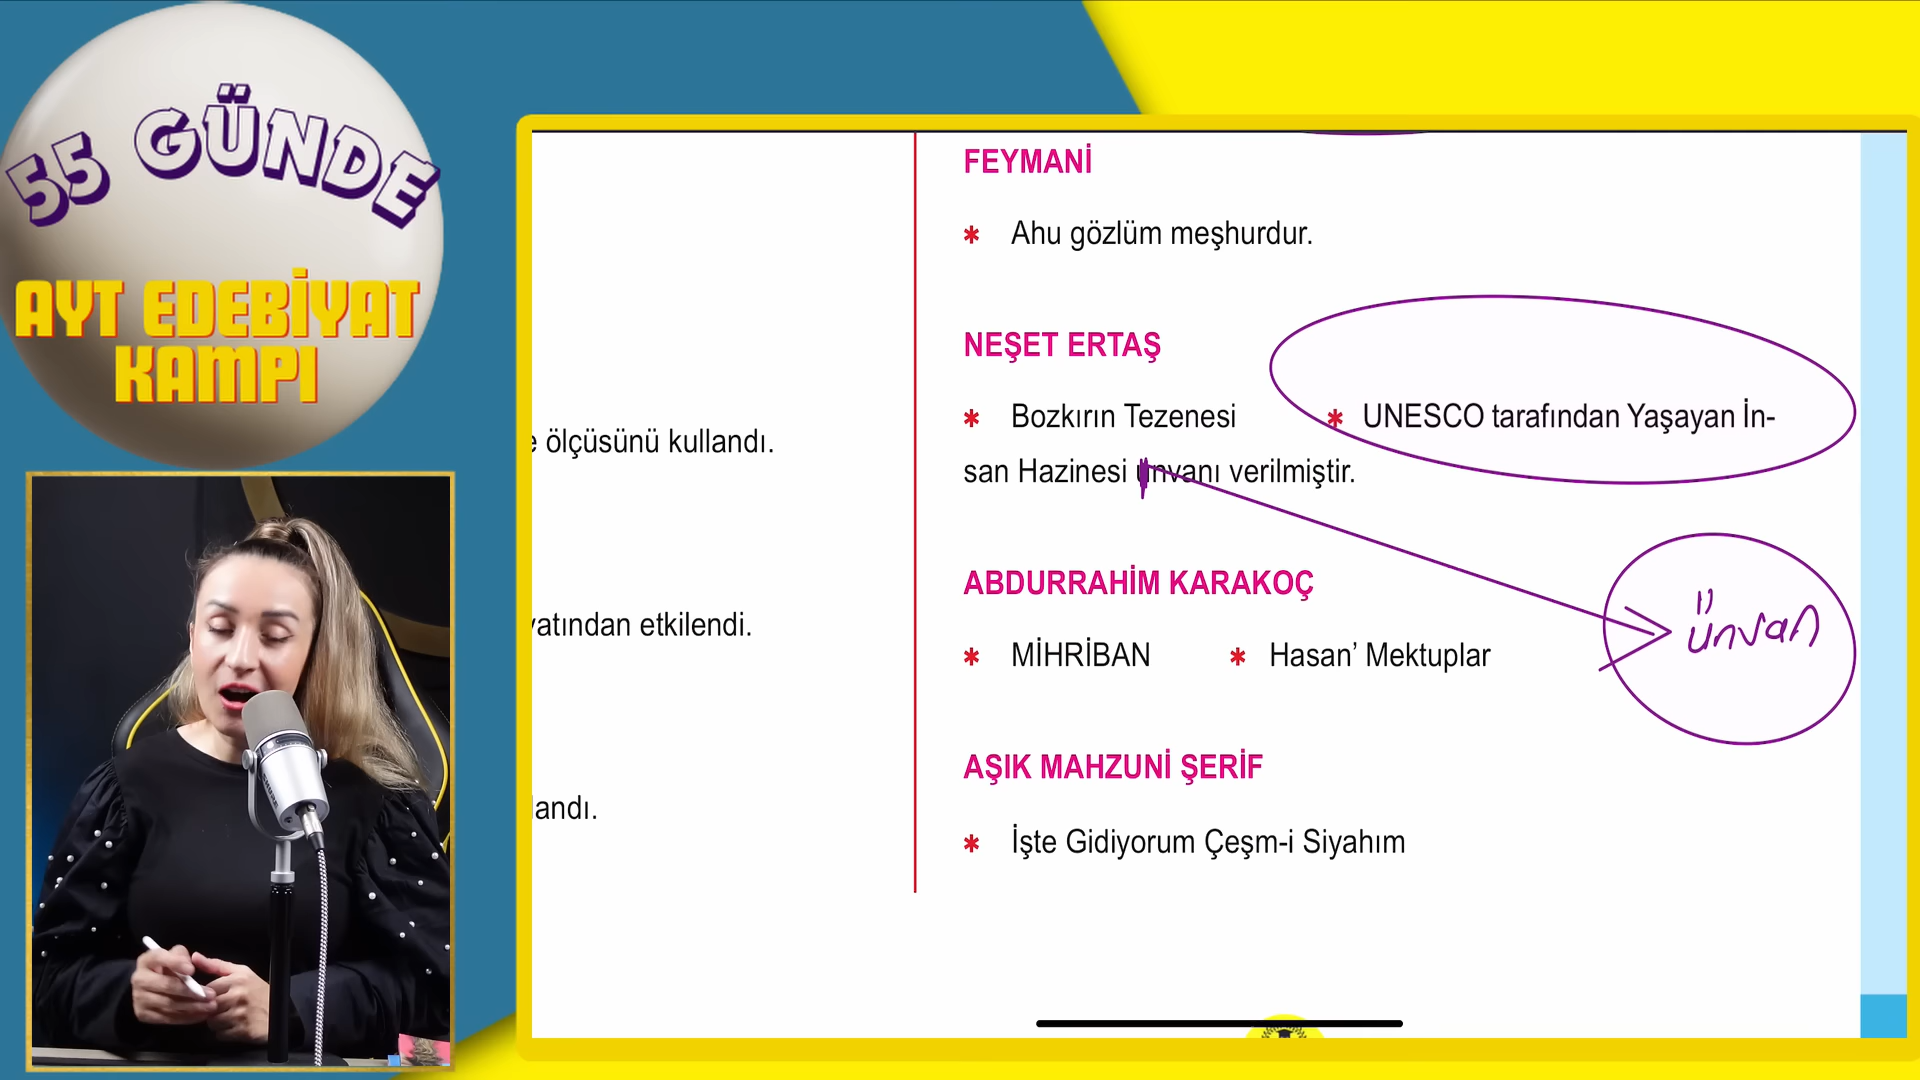 55 GÜNDE
AYT EDEBİYAT
KAMPI
ölçüsünü kullandı.
etkilendi.
FEYMANİ
* Ahu gözlüm meşhurdur.
NEŞET ERTAŞ
* Bozkırın Tezenesi * UNESCO tarafından Yaşayan İn-
san Hazinesi unvanı verilmiştir.
ABDURRAHİM KARAKOÇ
* MİHRİBAN * Hasan’ Mektuplar
ünvan
AŞIK MAHZUNİ ŞERİF
* İşte Gidiyorum Çeşm-i Siyahım